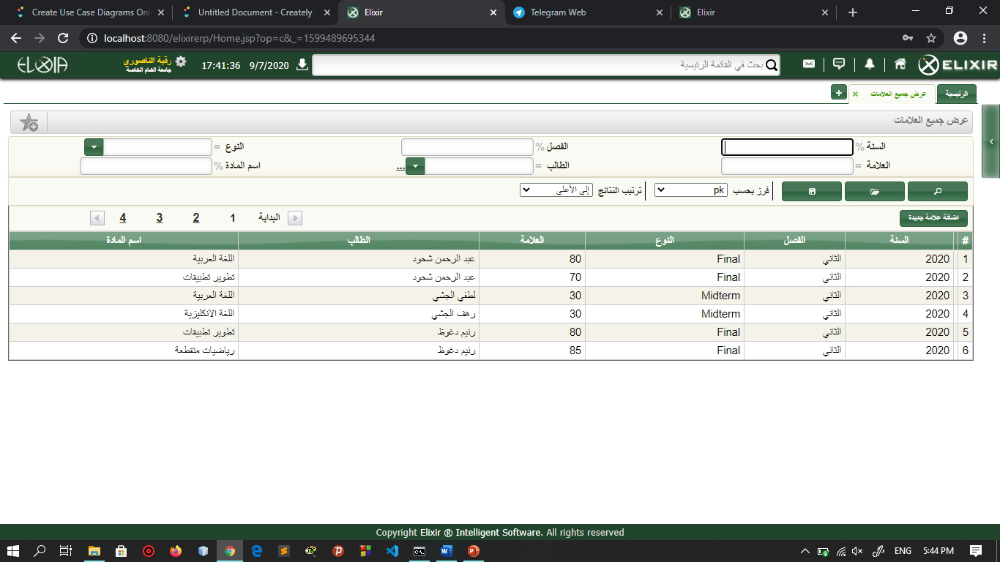 Create Use Case Diagrams Onl
Untitled Document - Creately
Elixir
Telegram Web
Elixir
localhost:8080/elixirerp/Home.jsp?op=c&_=1599489695344
ELIXIR
بحث في القائمة الرئيسية
9/7/2020
17:41:36
رقية الناصوري
جامعة الشام الخاصة
ELIXIR
الرئيسية
عرض جميع العلامات
عرض جميع العلامات
السنة %
الفصل %
النوع =
العلامة =
الطالب = ...
اسم المادة %
فرز بحسب pk
ترتيب النتائج إلى الأعلى
اضافة علامة جديدة
البداية 1 2 3 4
# السنة الفصل النوع العلامة الطالب اسم المادة
1 2020 الثاني Final 80 عبد الرحمن شحود اللغة العربية
2 2020 الثاني Final 70 عبد الرحمن شحود تطوير تطبيقات
3 2020 الثاني Midterm 30 لطفي الجشي اللغة العربية
4 2020 الثاني Midterm 30 رهف الجشي اللغة الانكليزية
5 2020 الثاني Final 80 رنيم دغوظ تطوير تطبيقات
6 2020 الثاني Final 85 رنيم دغوظ رياضيات متقطعة
Copyright Elixir ® Intelligent Software. All rights reserved
ENG
5:44 PM